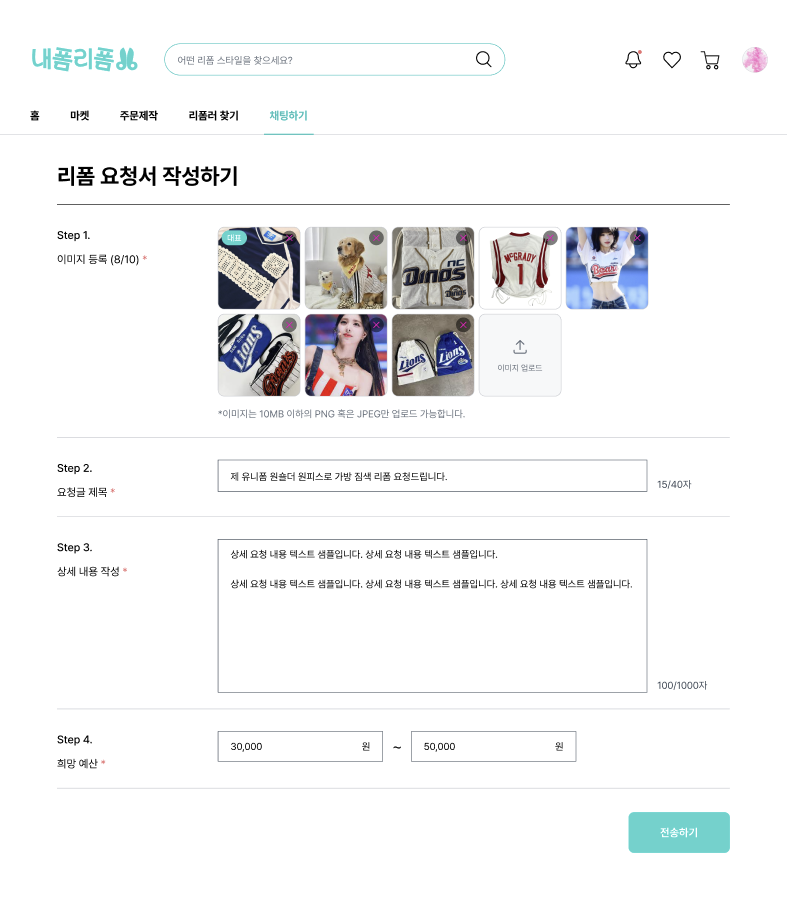 내폼리폼
어떤 리폼 스타일을 찾으세요?
홈 마켓 주문제작 리폼러 찾기 채팅하기
리폼 요청서 작성하기
Step 1.
이미지 등록 (8/10) *
대표
NC
DINOS
DINOS
McGRADY
1
Bears
Lions
Bears
Lions
Lions
이미지 업로드
*이미지는 10MB 이하의 PNG 혹은 JPEG만 업로드 가능합니다.
Step 2.
요청글 제목 *
제 유니폼 원숄더 원피스로 가방 짐색 리폼 요청드립니다.
15/40자
Step 3.
상세 내용 작성 *
상세 요청 내용 텍스트 샘플입니다. 상세 요청 내용 텍스트 샘플입니다.
상세 요청 내용 텍스트 샘플입니다. 상세 요청 내용 텍스트 샘플입니다. 상세 요청 내용 텍스트 샘플입니다.
100/1000자
Step 4.
희망 예산 *
30,000 원 ~ 50,000 원
전송하기